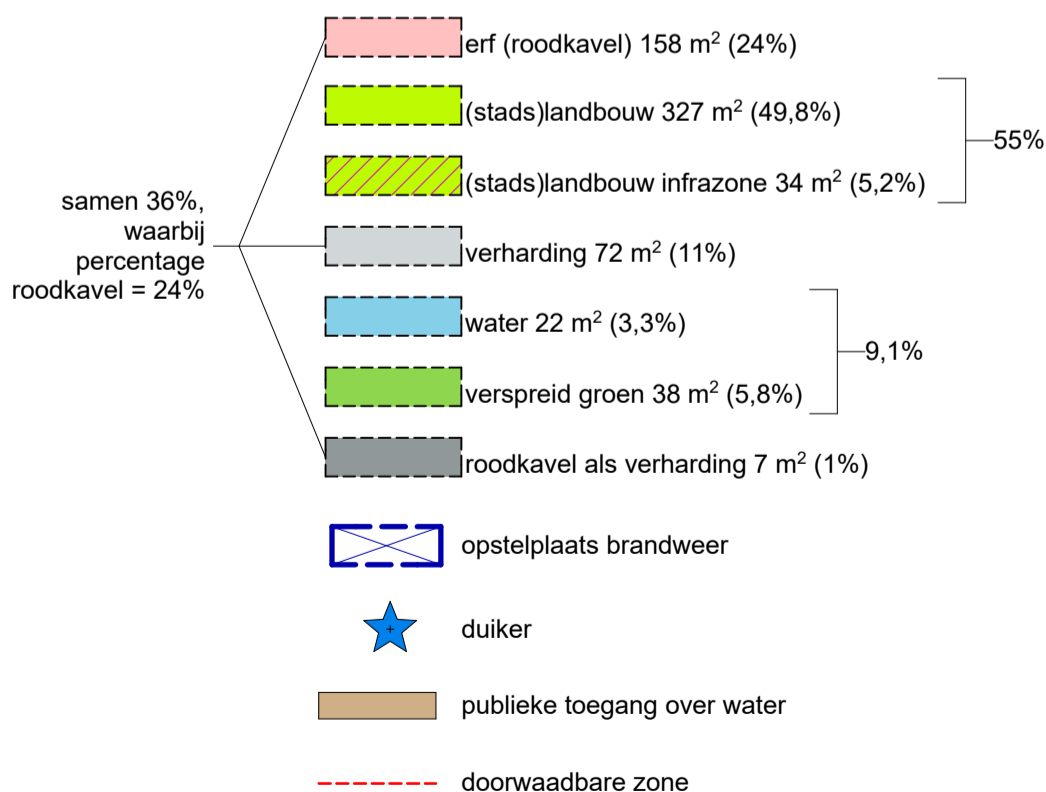 erf (roodkavel) 158 m² (24%)
(stads)landbouw 327 m² (49,8%)
(stads)landbouw infrazone 34 m² (5,2%)
55%
samen 36%,
waarbij
percentage
roodkavel = 24%
verharding 72 m² (11%)
water 22 m² (3,3%)
verspreid groen 38 m² (5,8%)
9,1%
roodkavel als verharding 7 m² (1%)
opstelplaats brandweer
duiker
publieke toegang over water
doorwaadbare zone